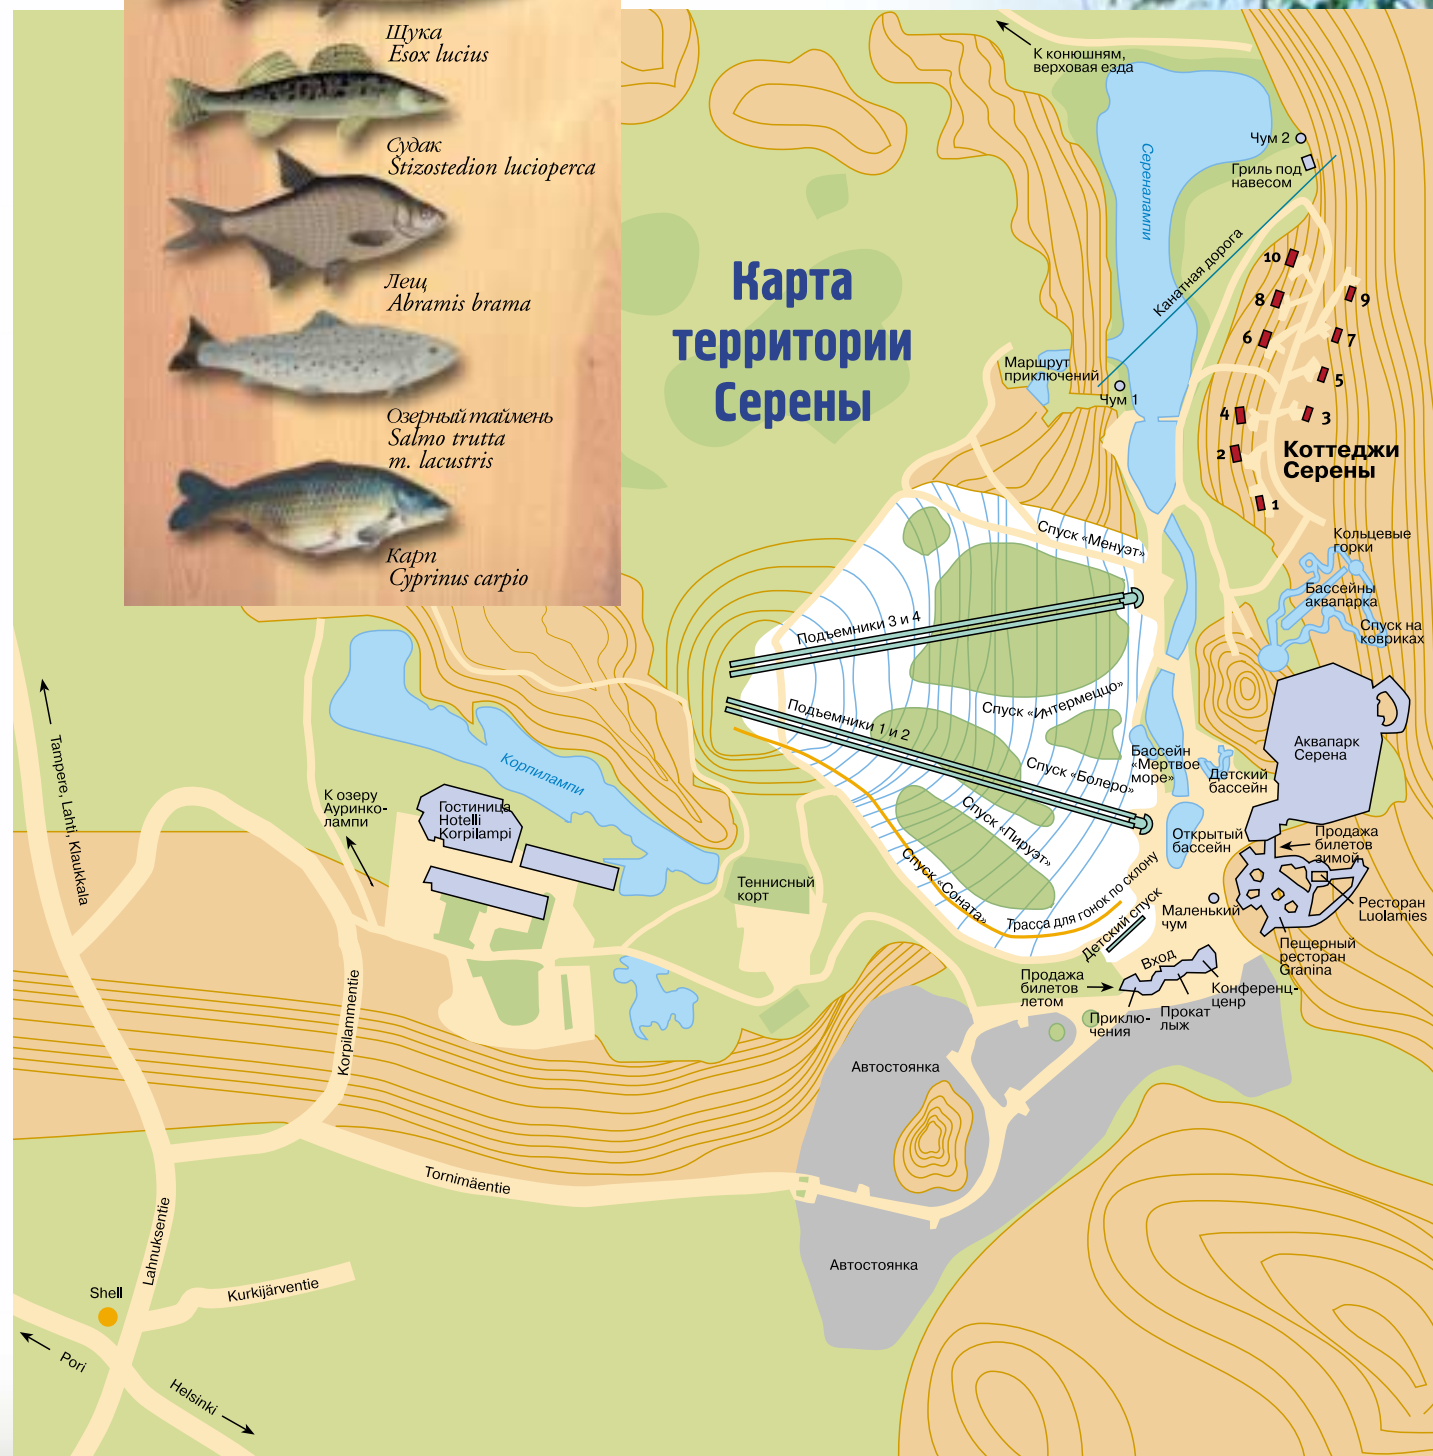 Щука
Esox lucius
Судак
Stizostedion lucioperca
Лещ
Abramis brama
Озерный таймень
Salmo trutta
m. lacustris
Карп
Cyprinus carpio
Карта
территории
Серены
К конюшням,
верховая езда
Сереналампи
Чум 2
Гриль под
навесом
Канатная дорога
Маршрут
приключений
Чум 1
10
8
9
6
7
5
4
3
2
1
Коттеджи
Серены
Кольцевые
горки
Бассейны
аквапарка
Спуск на
ковриках
Спуск «Менуэт»
Подъемники 3 и 4
Спуск «Интермеццо»
Подъемники 1 и 2
Спуск «Болеро»
Спуск «Пируэт»
Спуск «Соната»
Трасса для гонок по склону
Детский спуск
Бассейн
«Мертвое
море»
Детский
бассейн
Аквапарк
Серена
Открытый
бассейн
Продажа
билетов
зимой
Ресторан
Luolamies
Маленький
чум
Пещерный
ресторан
Granina
Вход
Продажа
билетов
летом
Конференц-
ценр
Прокат
лыж
Приклю-
чения
Корпилампи
К озеру
Ауринко-
лампи
Гостиница
Hotelli
Korpilampi
Теннисный
корт
Автостоянка
Автостоянка
Tampere, Lahti, Klaukkala
Korpilammentie
Tornimäentie
Lahnuksentie
Kurkijärventie
Shell
Pori
Helsinki